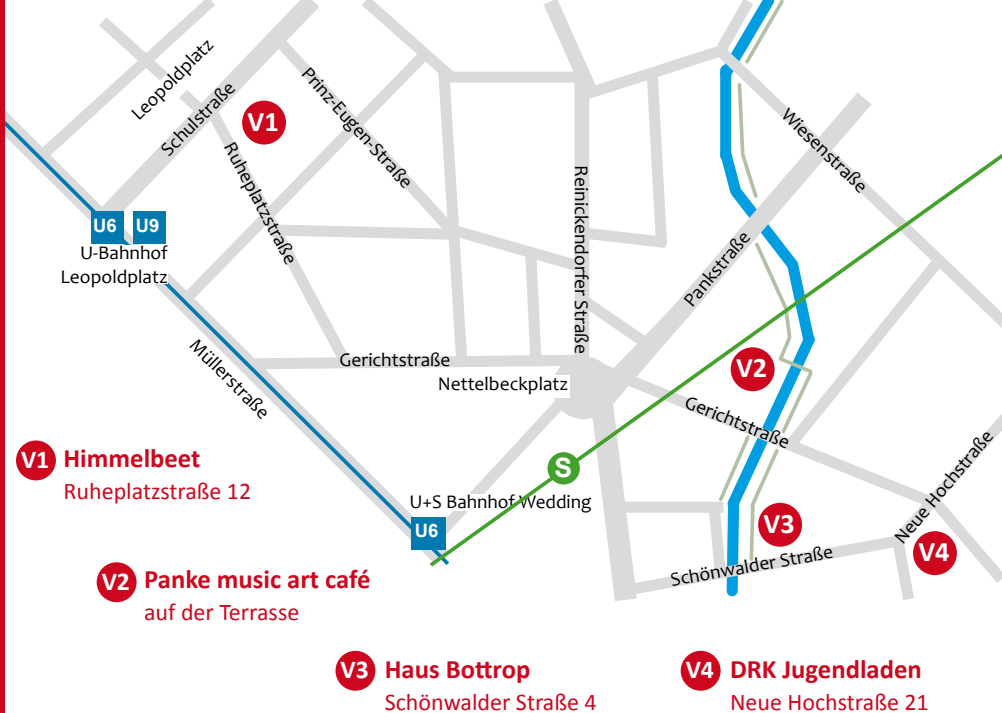 Leopoldplatz
Schulstraße
Prinz-Eugen-Straße
V1
Ruheplatzstraße
Wiesenstraße
Reinickendorfer Straße
Pankstraße
U6 U9
U-Bahnhof
Leopoldplatz
Müllerstraße
Gerichtstraße
Nettelbeckplatz
V2
Gerichtstraße
V1 Himmelbeet
Ruheplatzstraße 12
S
U+S Bahnhof Wedding
U6
Neue Hochstraße
V3
V4
Schönwalder Straße
V2 Panke music art café
auf der Terrasse
V3 Haus Bottrop
Schönwalder Straße 4
V4 DRK Jugendladen
Neue Hochstraße 21